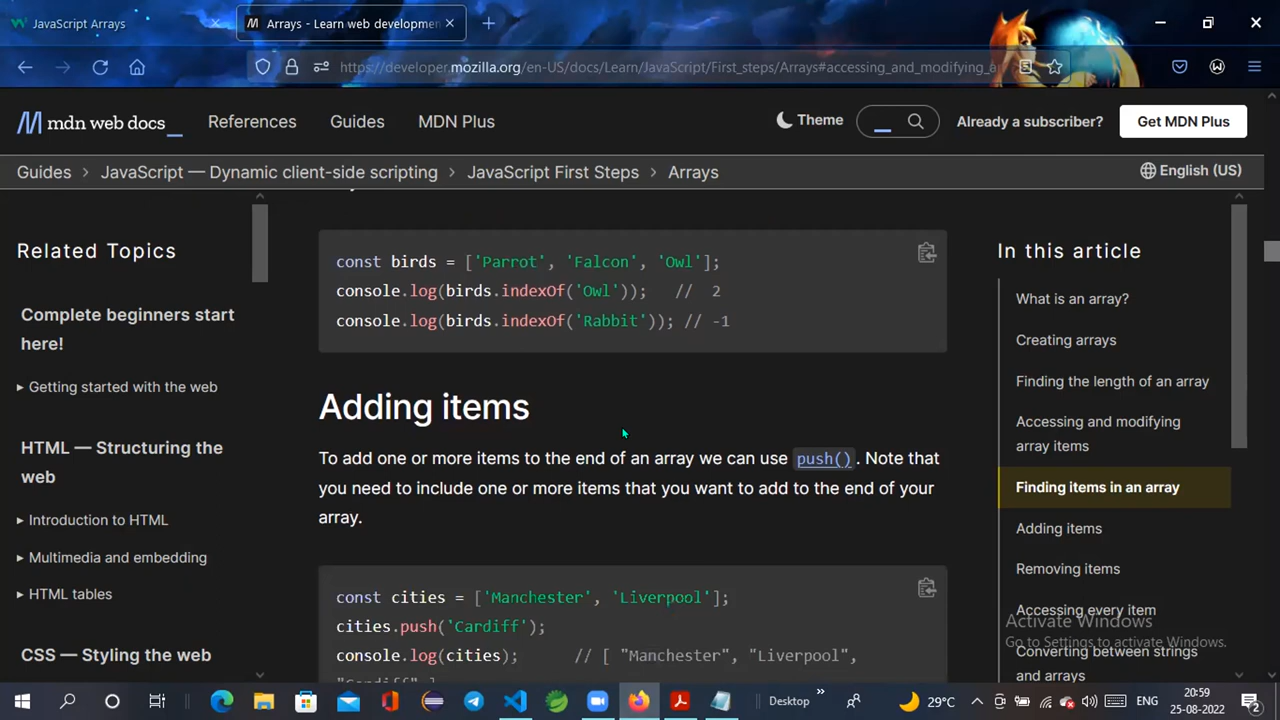 JavaScript Arrays
Arrays - Learn web developmen
https://developer.mozilla.org/en-US/docs/Learn/JavaScript/First_steps/Arrays#accessing_and_modifying_a
mdn web docs_
References
Guides
MDN Plus
Theme
Already a subscriber?
Get MDN Plus
Guides > JavaScript — Dynamic client-side scripting > JavaScript First Steps > Arrays
English (US)
Related Topics
Complete beginners start
here!
Getting started with the web
HTML — Structuring the
web
Introduction to HTML
Multimedia and embedding
HTML tables
CSS — Styling the web
const birds = ['Parrot', 'Falcon', 'Owl'];
console.log(birds.indexOf('Owl')); // 2
console.log(birds.indexOf('Rabbit')); // -1
Adding items
To add one or more items to the end of an array we can use push(). Note that
you need to include one or more items that you want to add to the end of your
array.
const cities = ['Manchester', 'Liverpool'];
cities.push('Cardiff');
console.log(cities); // [ "Manchester", "Liverpool",
"Cardiff" ]
In this article
What is an array?
Creating arrays
Finding the length of an array
Accessing and modifying
array items
Finding items in an array
Adding items
Removing items
Accessing every item
Converting between strings
and arrays
Activate Windows
Go to Settings to activate Windows.
Desktop
29°C
ENG
20:59
25-08-2022
2